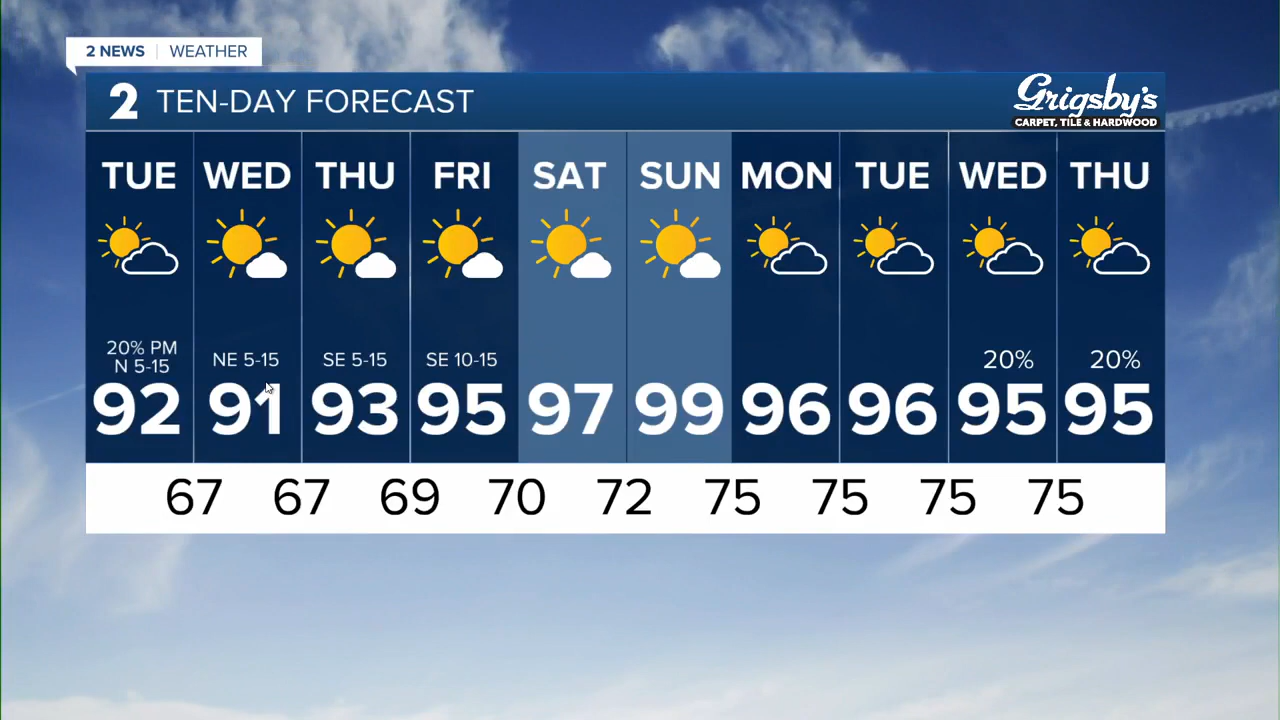 2 NEWS | WEATHER
2 TEN-DAY FORECAST
Grigsby's
CARPET, TILE & HARDWOOD
TUE WED THU FRI SAT SUN MON TUE WED THU
20% PM
N 5-15 NE 5-15 SE 5-15 SE 10-15 20% 20%
92 91 93 95 97 99 96 96 95 95
67 67 69 70 72 75 75 75 75